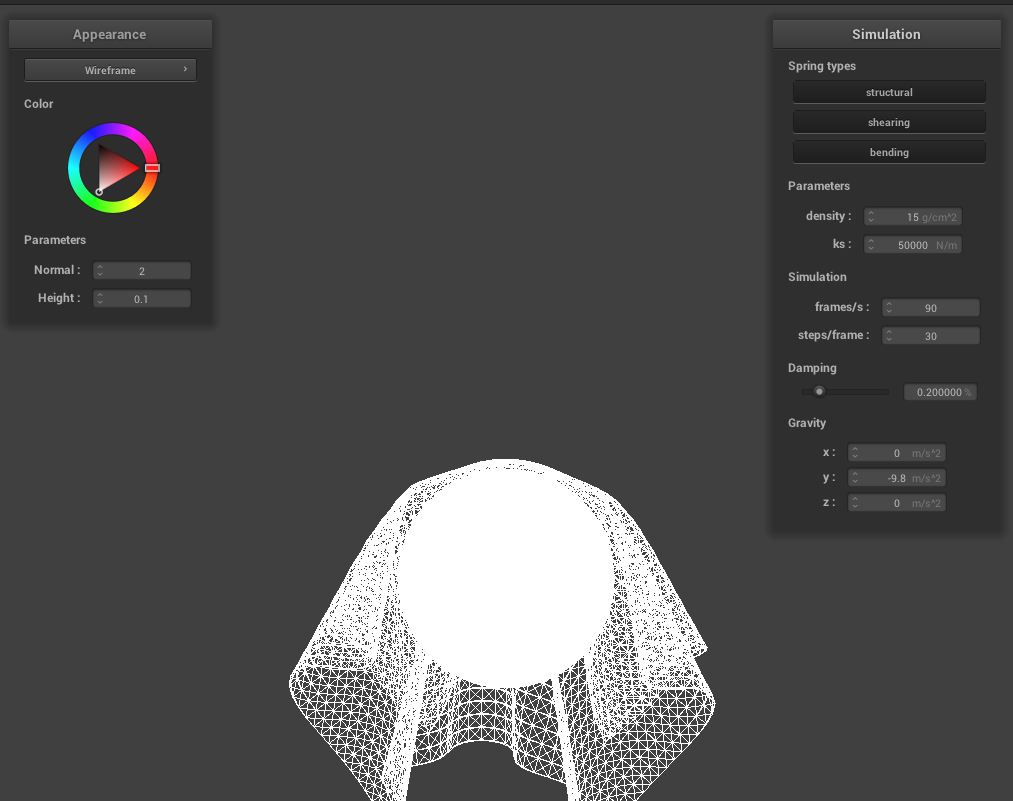 Appearance
Wireframe
Color
Parameters
Normal : 2
Height : 0.1
Simulation
Spring types
structural
shearing
bending
Parameters
density : 15 g/cm^2
ks : 50000 N/m
Simulation
frames/s : 90
steps/frame : 30
Damping
0.200000 %
Gravity
x : 0 m/s^2
y : -9.8 m/s^2
z : 0 m/s^2